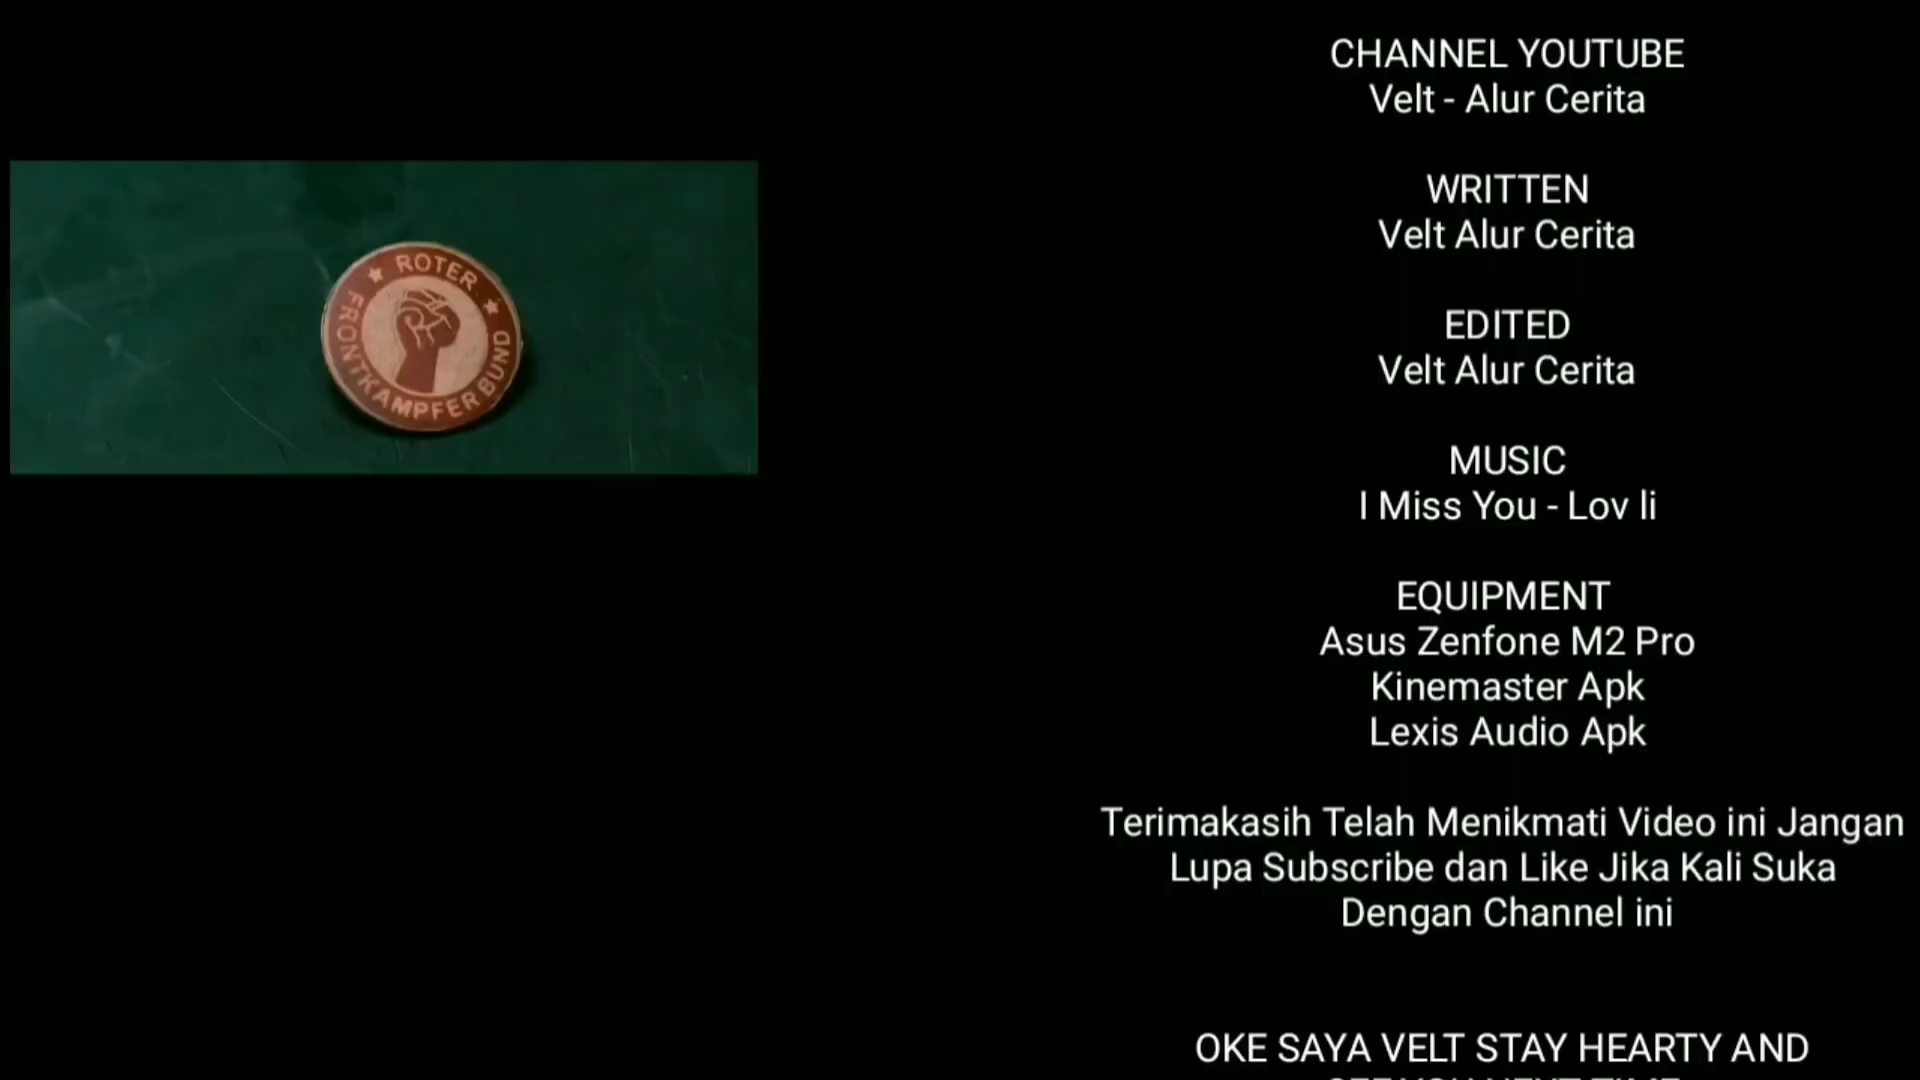 ROTER
FRONTKAMPFER BUND
CHANNEL YOUTUBE
Velt - Alur Cerita
WRITTEN
Velt Alur Cerita
EDITED
Velt Alur Cerita
MUSIC
I Miss You - Lov li
EQUIPMENT
Asus Zenfone M2 Pro
Kinemaster Apk
Lexis Audio Apk
Terimakasih Telah Menikmati Video ini Jangan
Lupa Subscribe dan Like Jika Kali Suka
Dengan Channel ini
OKE SAYA VELT STAY HEARTY AND